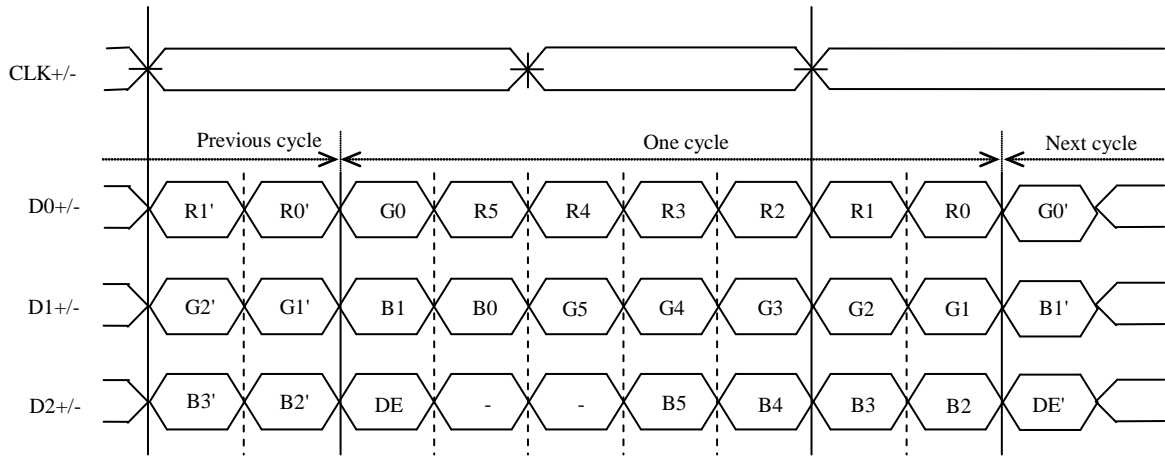 CLK+/-
Previous cycle One cycle Next cycle
D0+/- R1' R0' G0 R5 R4 R3 R2 R1 R0 G0'
D1+/- G2' G1' B1 B0 G5 G4 G3 G2 G1 B1'
D2+/- B3' B2' DE - - B5 B4 B3 B2 DE'